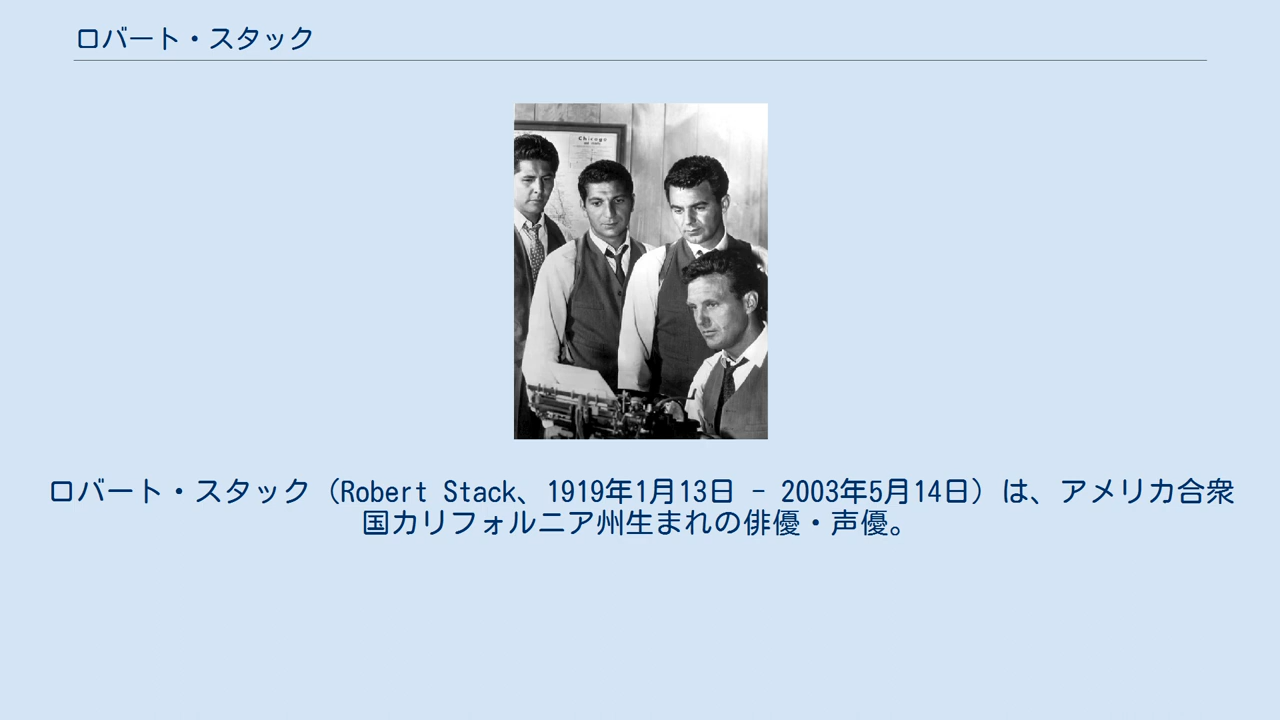 ロバート・スタック
Chicago
ロバート・スタック（Robert Stack、1919年1月13日 - 2003年5月14日）は、アメリカ合衆
国カリフォルニア州生まれの俳優・声優。